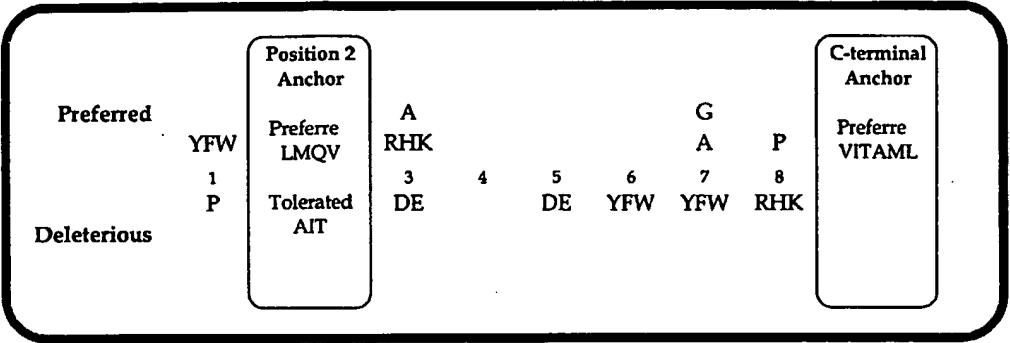 Position 2
Anchor
C-terminal
Anchor
Preferred
A
G
YFW
Preferre
LMQV
RHK
A
P
Preferre
VITAML
1
3
4
5
6
7
8
P
Tolerated
AIT
DE
DE
YFW
YFW
RHK
Deleterious